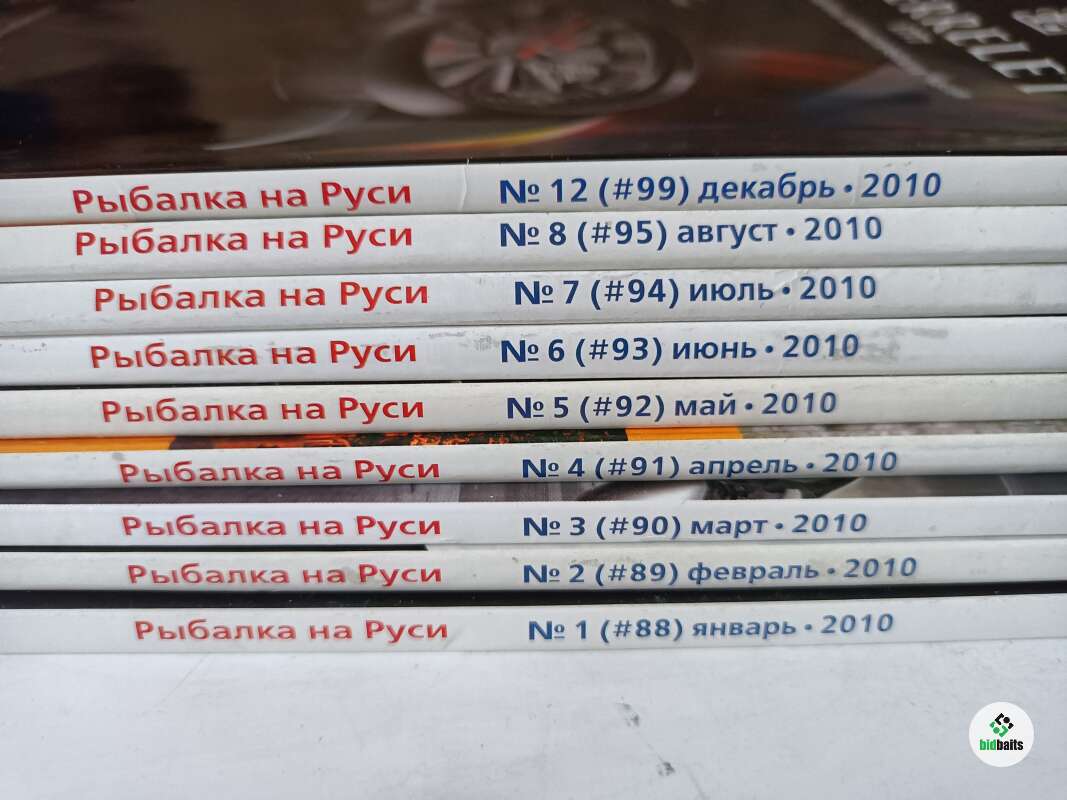 Рыбалка на Руси № 12 (#99) декабрь • 2010
Рыбалка на Руси № 8 (#95) август • 2010
Рыбалка на Руси № 7 (#94) июль • 2010
Рыбалка на Руси № 6 (#93) июнь • 2010
Рыбалка на Руси № 5 (#92) май • 2010
Рыбалка на Руси № 4 (#91) апрель • 2010
Рыбалка на Руси № 3 (#90) март • 2010
Рыбалка на Руси № 2 (#89) февраль • 2010
Рыбалка на Руси № 1 (#88) январь • 2010
bidbaits